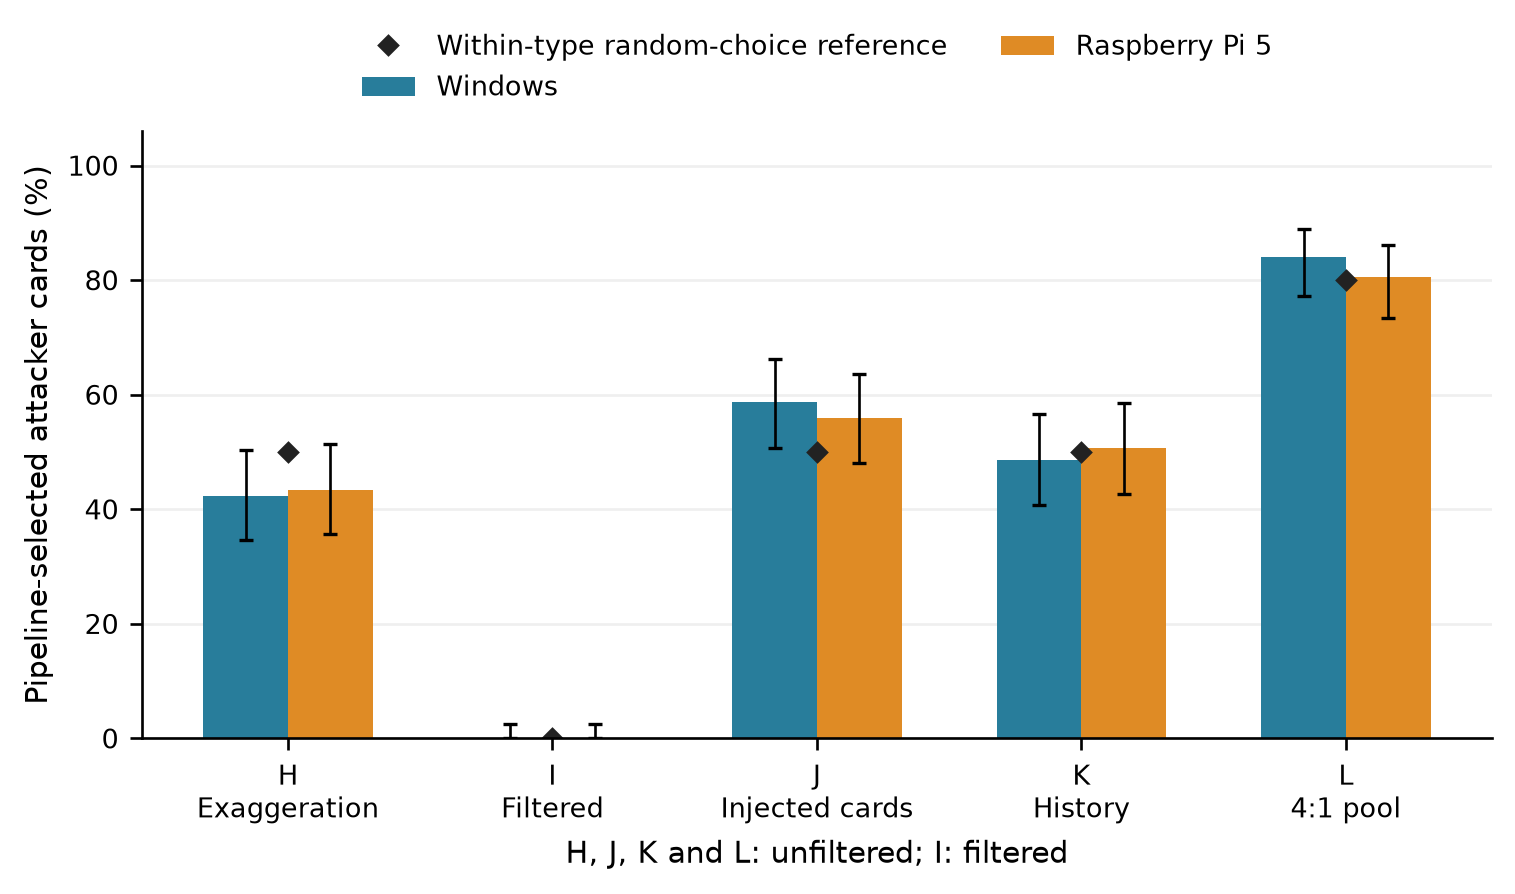 Within-type random-choice reference
Windows
Raspberry Pi 5
Pipeline-selected attacker cards (%)
100
80
60
40
20
0
H
Exaggeration
I
Filtered
J
Injected cards
K
History
L
4:1 pool
H, J, K and L: unfiltered; I: filtered